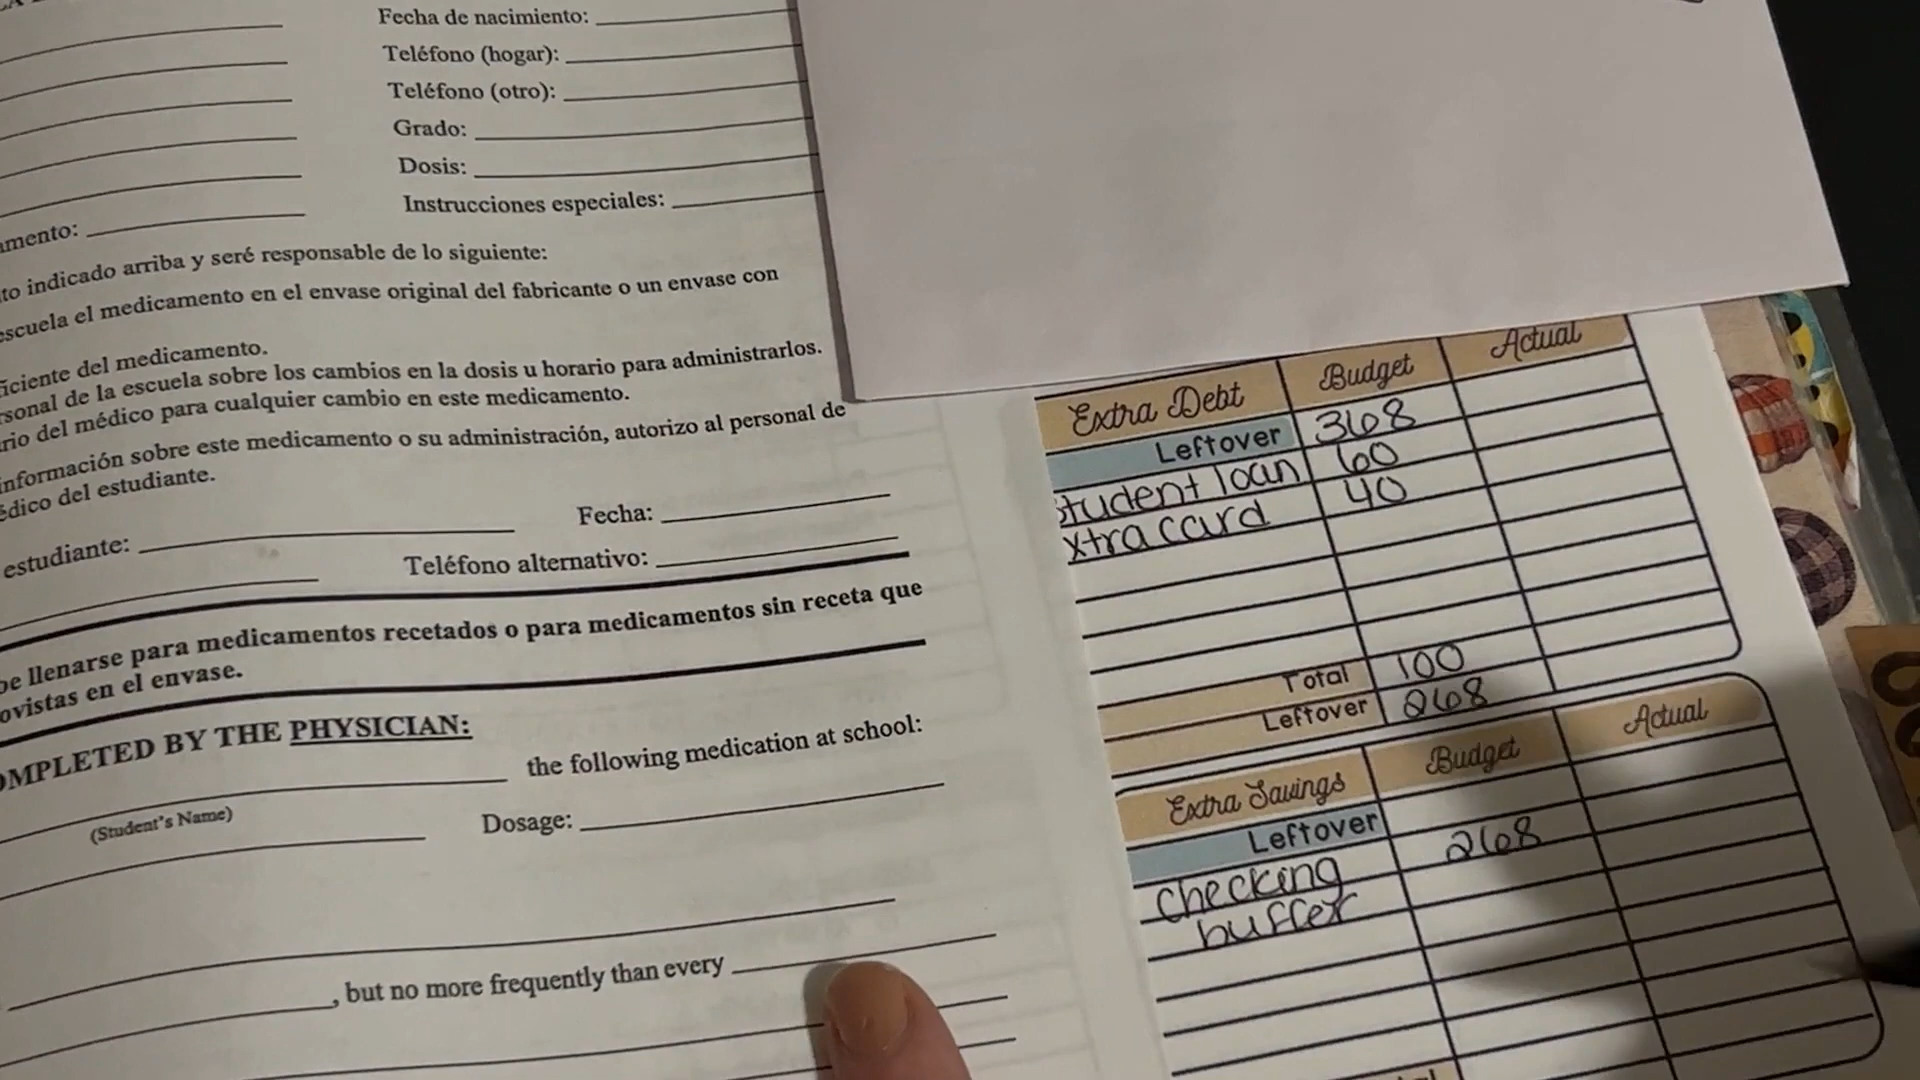 Fecha de nacimiento:
Teléfono (hogar):
Teléfono (otro):
Grado:
Dosis:
Instrucciones especiales:
to indicado arriba y seré responsable de lo siguiente:
escuela el medicamento en el envase original del fabricante o un envase con
ficiente del medicamento.
rsonal de la escuela sobre los cambios en la dosis u horario para administrarlos.
rio del médico para cualquier cambio en este medicamento.
información sobre este medicamento o su administración, autorizo al personal de
édico del estudiante.
estudiante: Fecha:
Teléfono alternativo:
be llenarse para medicamentos recetados o para medicamentos sin receta que
ovistas en el envase.
OMPLETED BY THE PHYSICIAN:
the following medication at school:
(Student's Name)
Dosage:
, but no more frequently than every
Extra Debt Budget Actual
Leftover 368
student loan 60
xtra card 40
Total 100
Leftover 268
Extra Savings Budget Actual
Leftover
checking 268
buffer